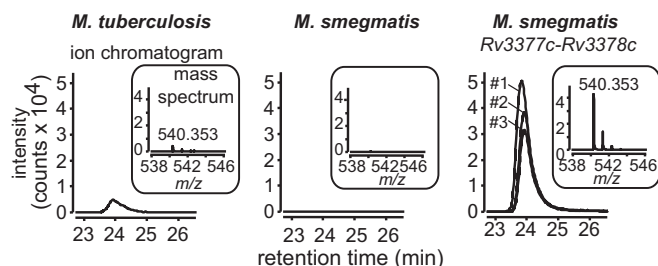 M. tuberculosis
ion chromatogram
mass
spectrum
540.353
4
2
0
538 542 546
m/z
intensity
(counts x 10⁴)
5
4
3
2
1
0
23 24 25 26
M. smegmatis
4
2
0
538 542 546
m/z
5
4
3
2
1
0
23 24 25 26
retention time (min)
M. smegmatis
Rv3377c-Rv3378c
#1
#2
#3
540.353
4
2
0
538 542 546
m/z
5
4
3
2
1
0
23 24 25 26